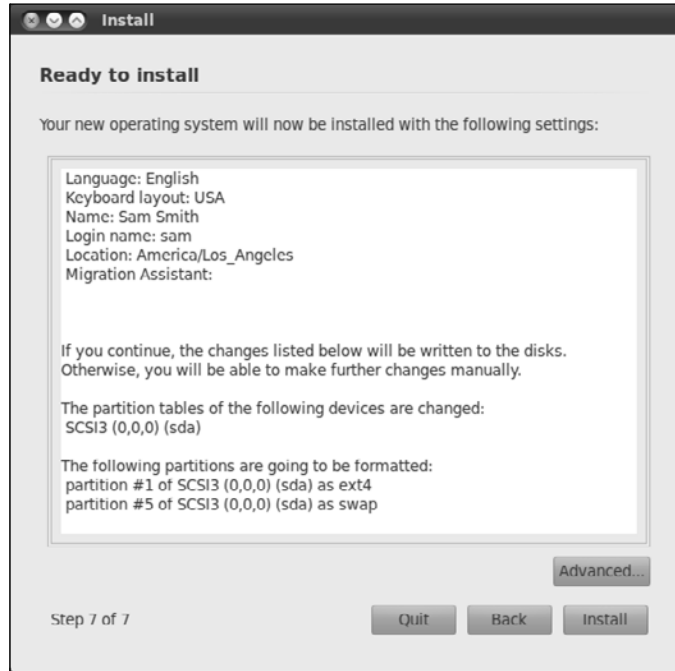 Install
Ready to install
Your new operating system will now be installed with the following settings:
Language: English
Keyboard layout: USA
Name: Sam Smith
Login name: sam
Location: America/Los_Angeles
Migration Assistant:
If you continue, the changes listed below will be written to the disks.
Otherwise, you will be able to make further changes manually.
The partition tables of the following devices are changed:
SCSI3 (0,0,0) (sda)
The following partitions are going to be formatted:
partition #1 of SCSI3 (0,0,0) (sda) as ext4
partition #5 of SCSI3 (0,0,0) (sda) as swap
Advanced...
Step 7 of 7
Quit
Back
Install